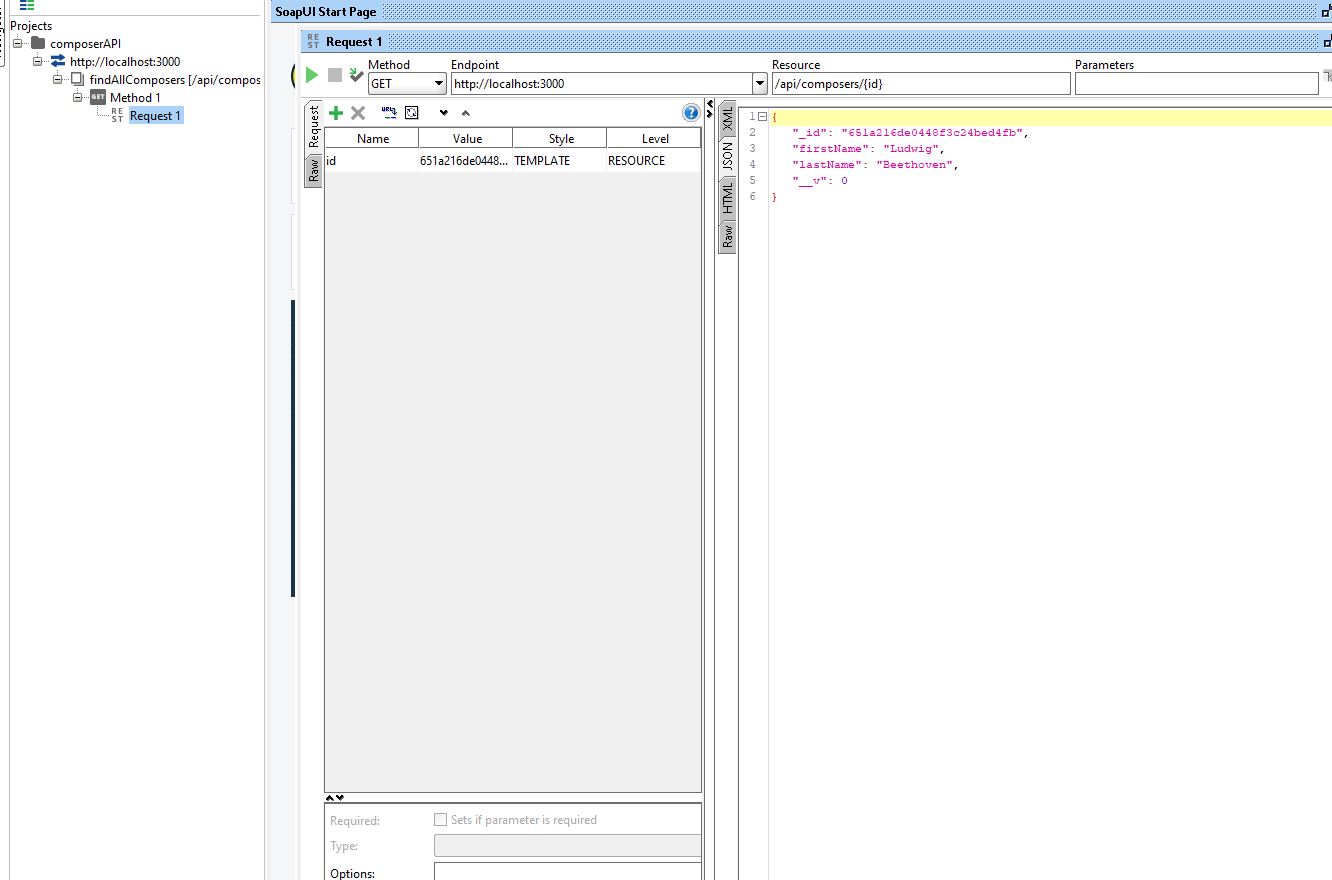 SoapUI Start Page
Projects
composerAPI
http://localhost:3000
findAllComposers [/api/compos
GET Method 1
REST Request 1
REST Request 1
Method
Endpoint
Resource
Parameters
GET
http://localhost:3000
/api/composers/{id}
Request
Raw
Name Value Style Level
id 651a216de0448... TEMPLATE RESOURCE
Required:
Sets if parameter is required
Type:
Options:
XML
JSON
HTML
Raw
1 {
2 "_id": "651a216de0448f3c24bed4fb",
3 "firstName": "Ludwig",
4 "lastName": "Beethoven",
5 "__v": 0
6 }